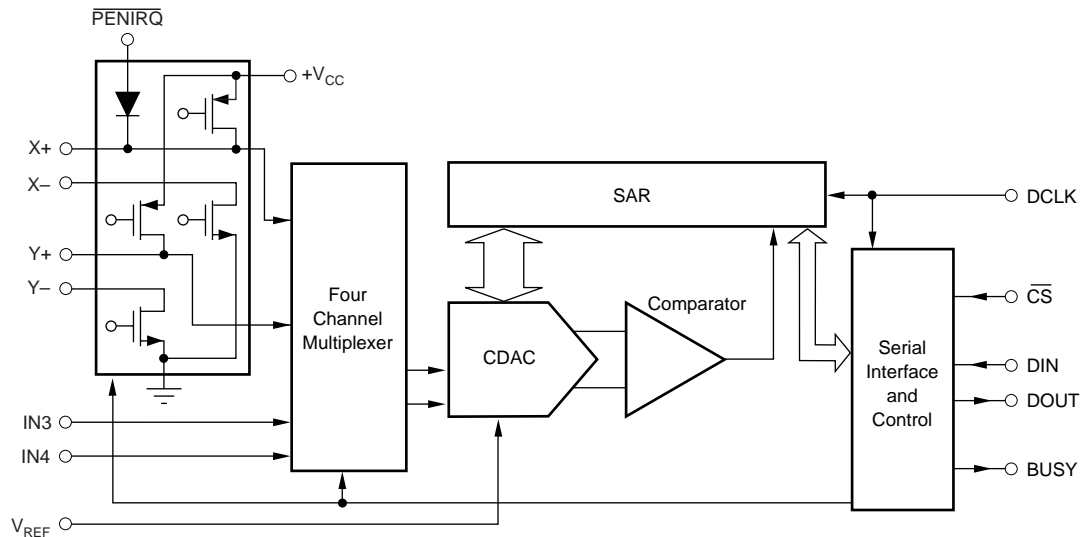 PENIRQ
+VCC
X+
X–
Y+
Y–
IN3
IN4
VREF
Four
Channel
Multiplexer
SAR
CDAC
Comparator
Serial
Interface
and
Control
DCLK
CS
DIN
DOUT
BUSY